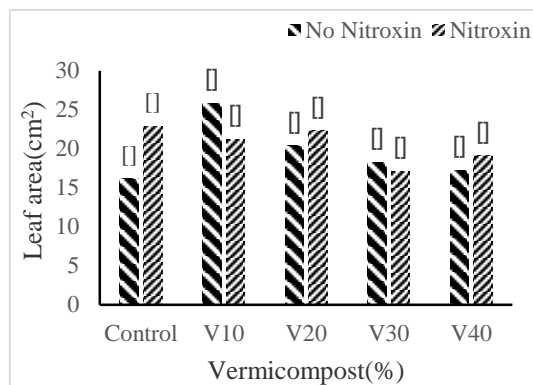 No Nitroxin Nitroxin
30
25
20
15
10
5
0
Leaf area(cm²)
[] [] [] [] [] [] [] [] [] []
Control V10 V20 V30 V40
Vermicompost(%)